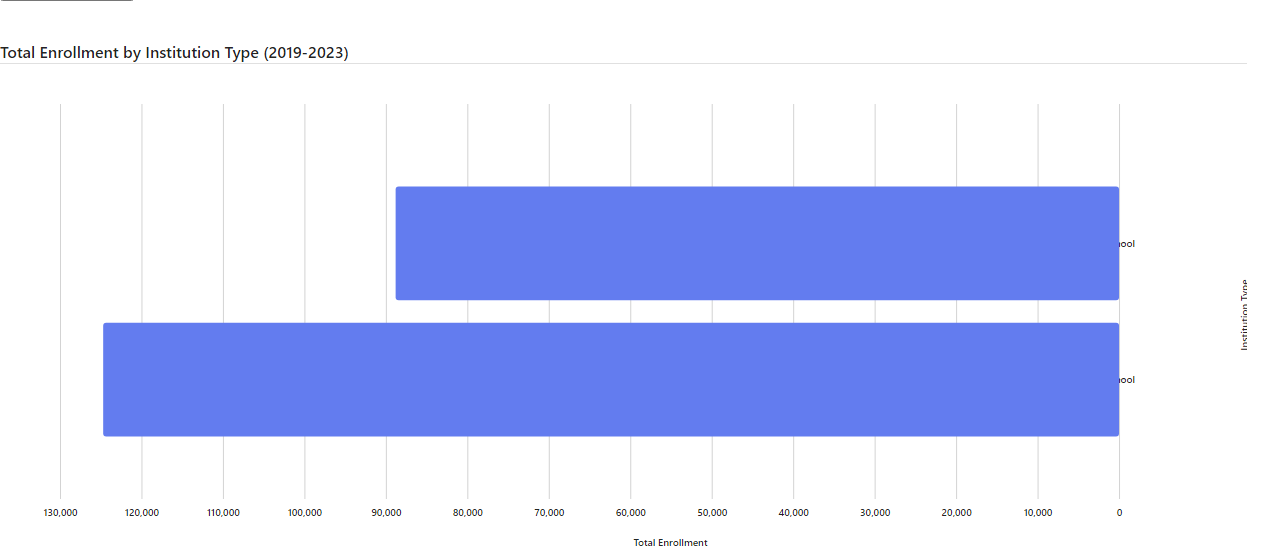 Total Enrollment by Institution Type (2019-2023)
Institution Type
130,000 120,000 110,000 100,000 90,000 80,000 70,000 60,000 50,000 40,000 30,000 20,000 10,000 0
Total Enrollment